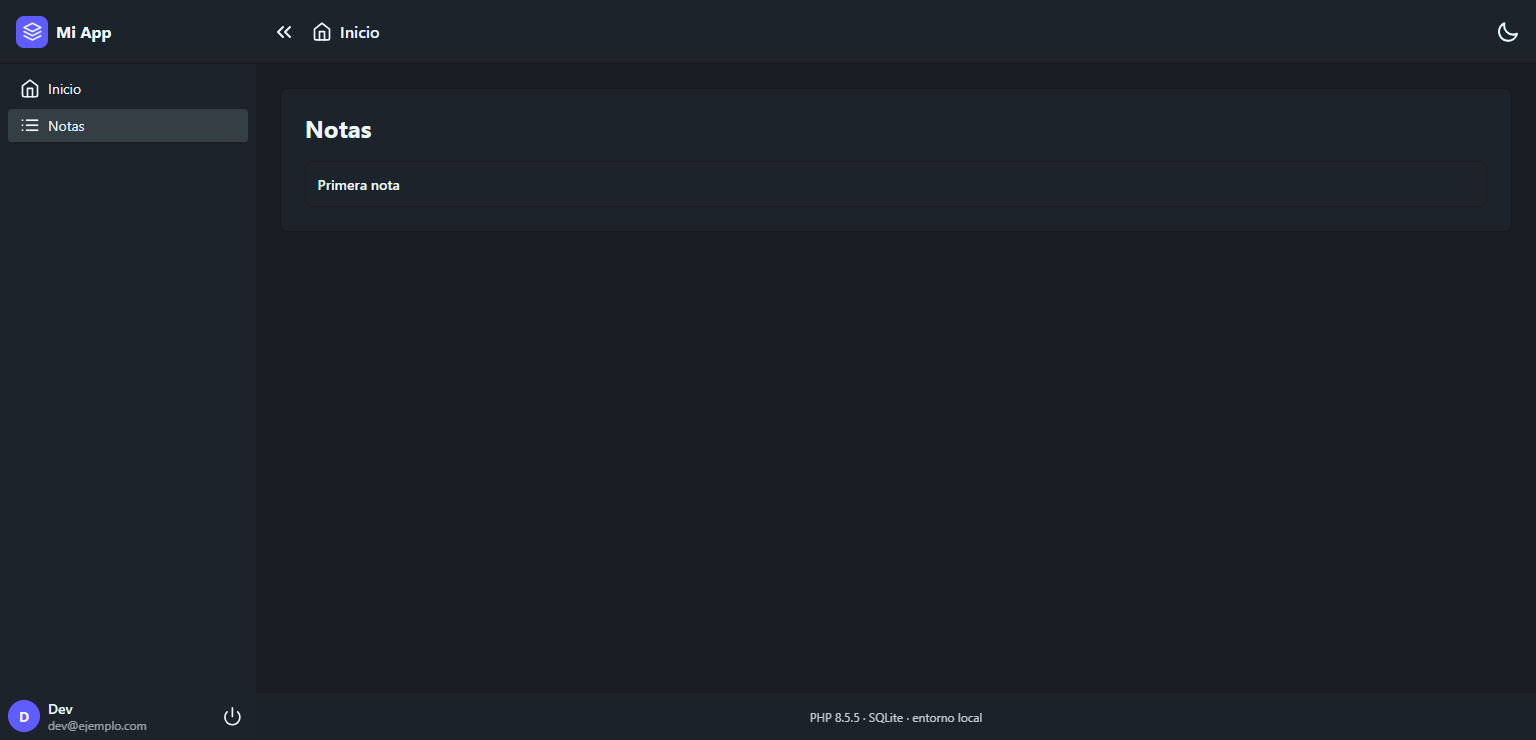 Mi App
Inicio
Inicio
Notas
Notas
Primera nota
D
Dev
dev@ejemplo.com
PHP 8.5.5 · SQLite · entorno local